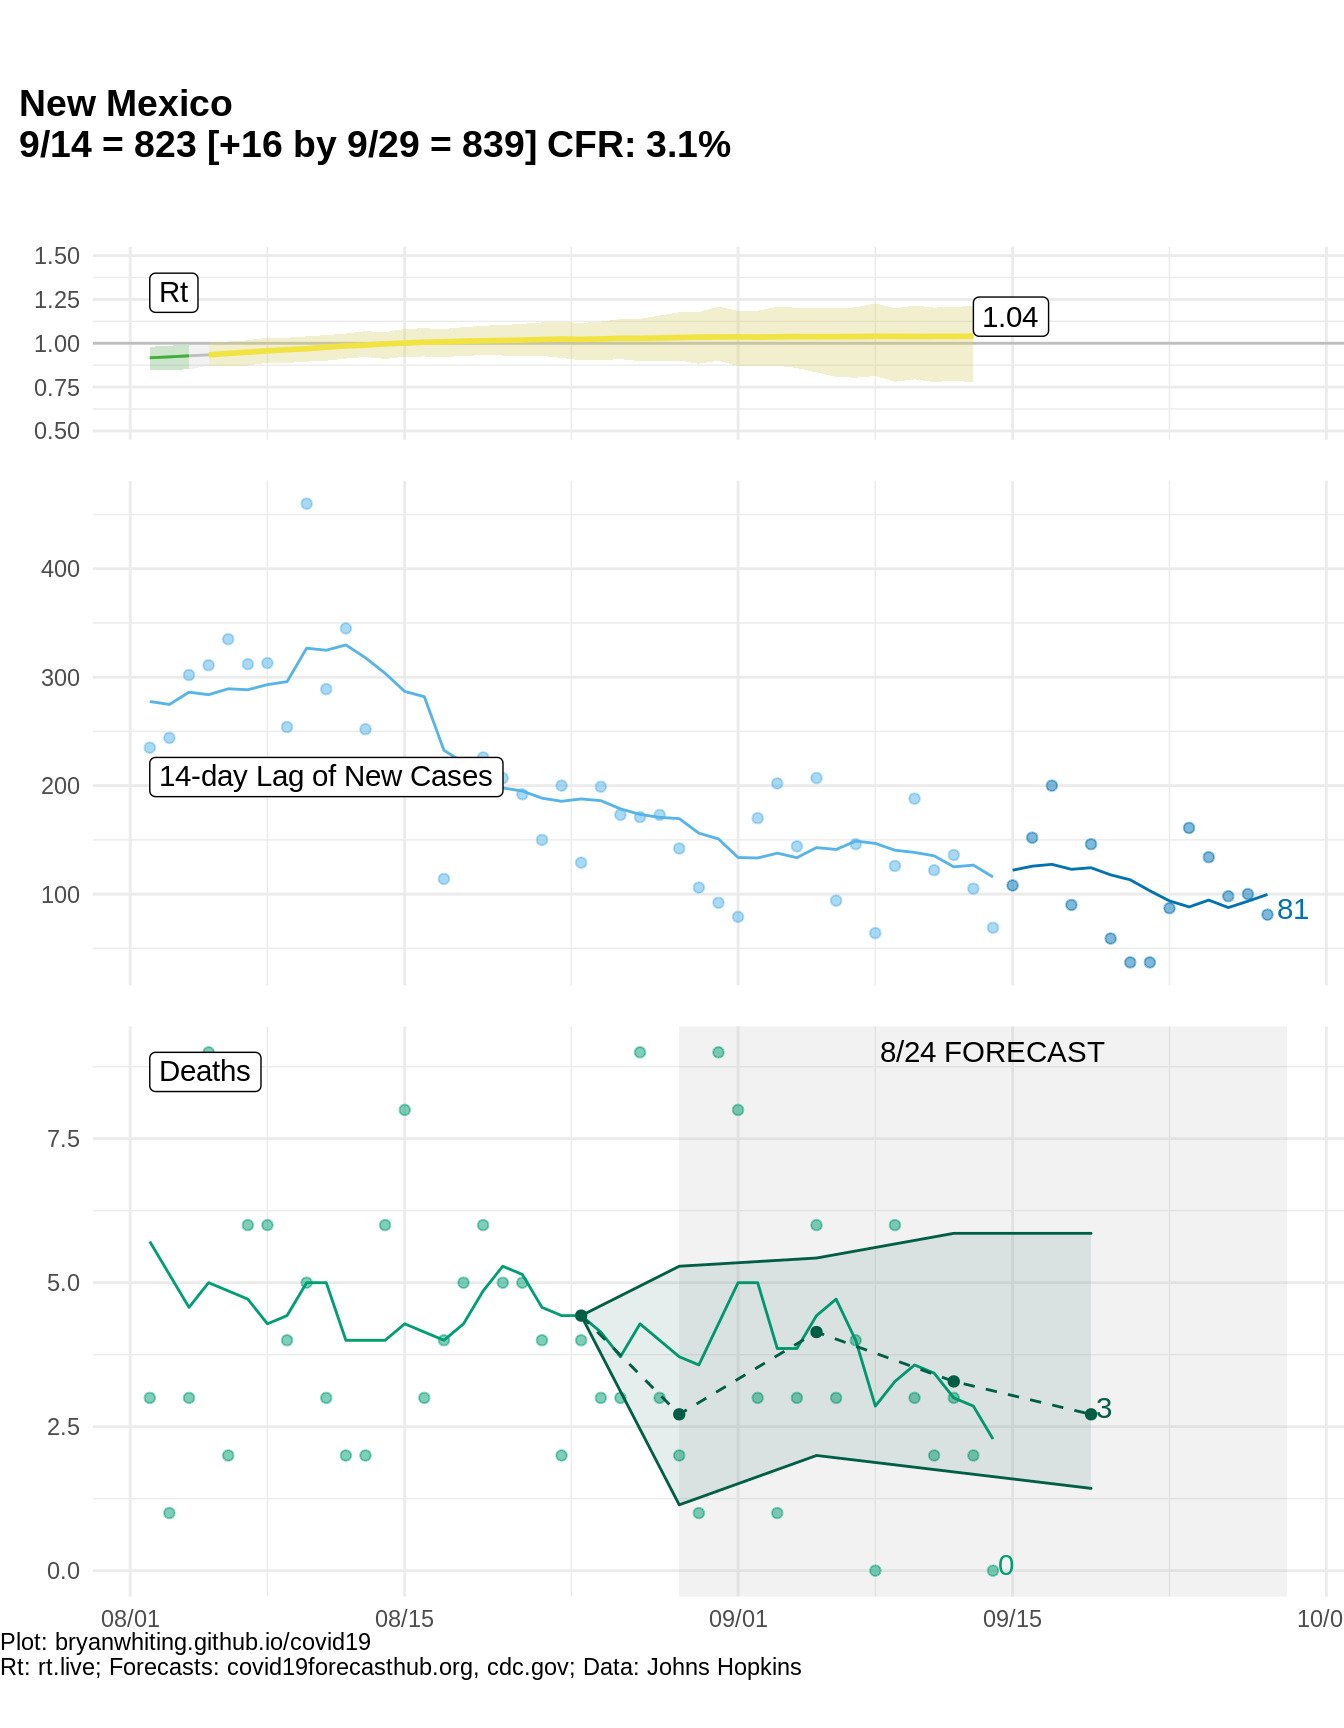 New Mexico
9/14 = 823 [+16 by 9/29 = 839] CFR: 3.1%
1.50
1.25
1.00
0.75
0.50
Rt
1.04
400
300
200
100
14-day Lag of New Cases
81
Deaths
8/24 FORECAST
7.5
5.0
2.5
0.0
3
0
08/01 08/15 09/01 09/15 10/0
Plot: bryanwhiting.github.io/covid19
Rt: rt.live; Forecasts: covid19forecasthub.org, cdc.gov; Data: Johns Hopkins